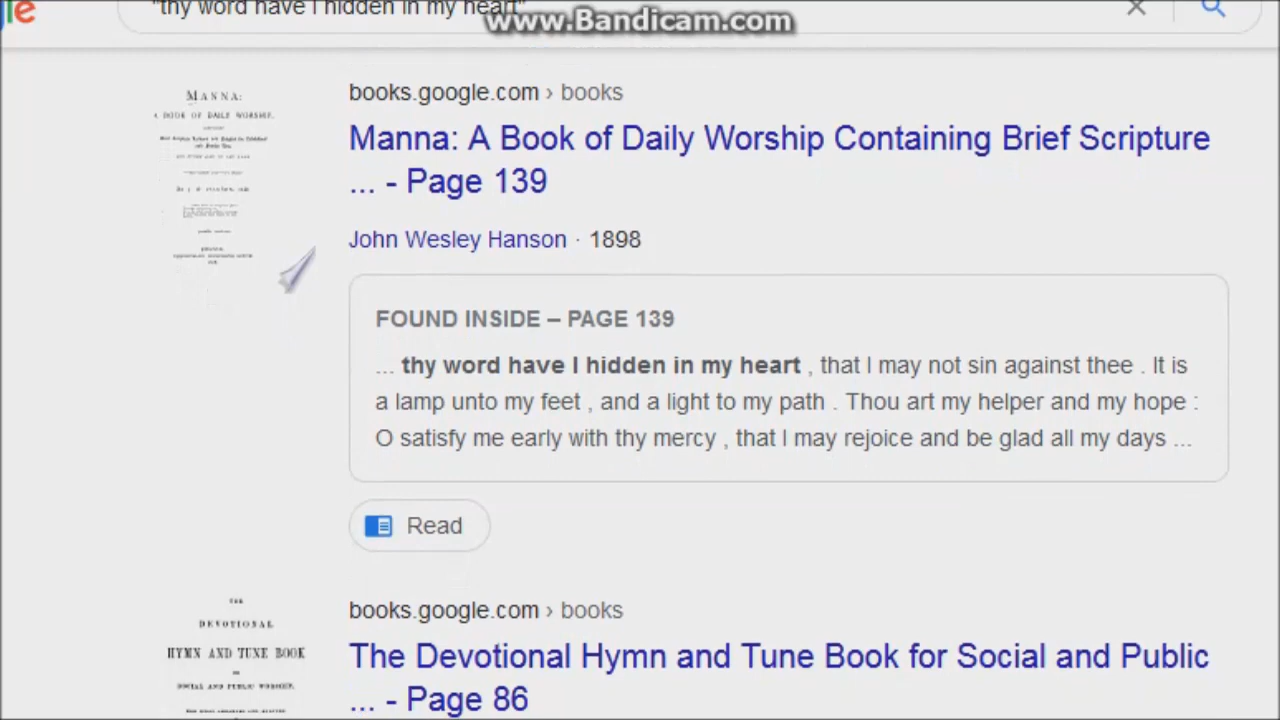 le "thy word have I hidden in my heart"
www.Bandicam.com
MANNA:
A BOOK OF DAILY WORSHIP.
books.google.com › books
Manna: A Book of Daily Worship Containing Brief Scripture
... - Page 139
John Wesley Hanson · 1898
FOUND INSIDE – PAGE 139
... thy word have I hidden in my heart , that I may not sin against thee . It is
a lamp unto my feet , and a light to my path . Thou art my helper and my hope :
O satisfy me early with thy mercy , that I may rejoice and be glad all my days ...
Read
THE
DEVOTIONAL
HYMN AND TUNE BOOK
SOCIAL AND PUBLIC WORSHIP.
books.google.com › books
The Devotional Hymn and Tune Book for Social and Public
... - Page 86